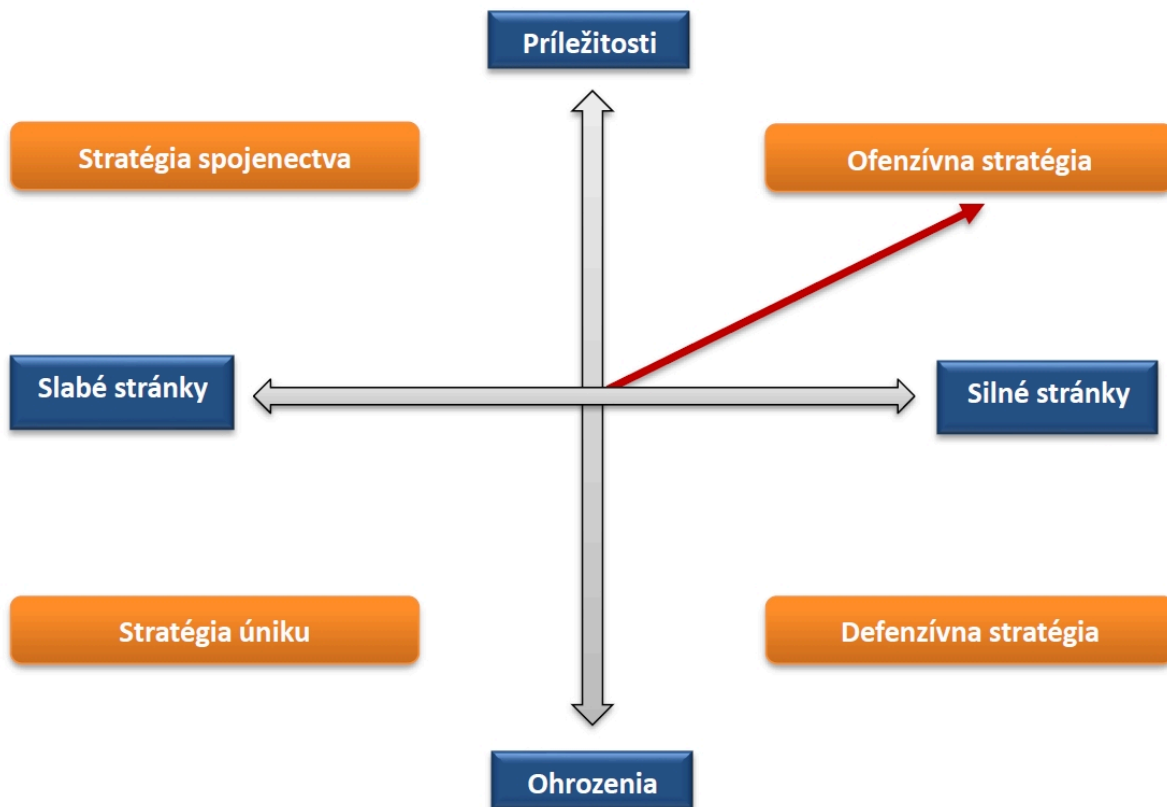 Príležitosti
Stratégia spojenectva
Ofenzívna stratégia
Slabé stránky
Silné stránky
Stratégia úniku
Defenzívna stratégia
Ohrozenia